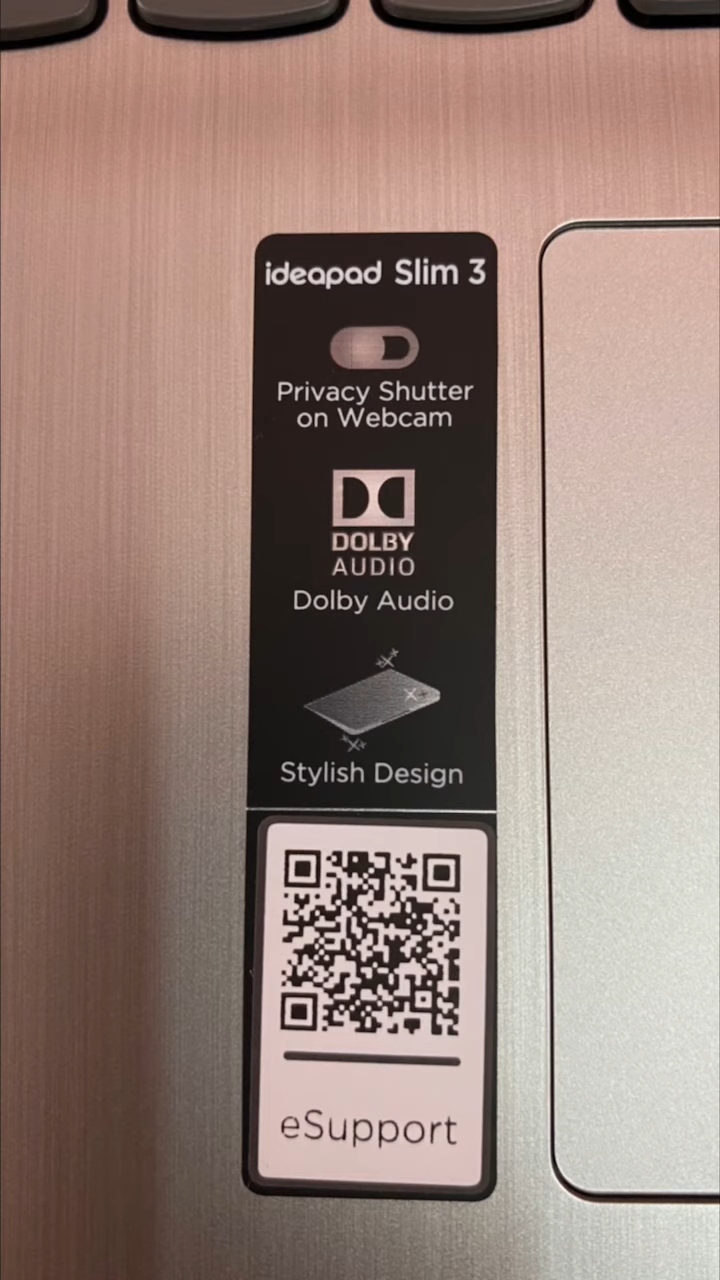 ideapad Slim 3
Privacy Shutter
on Webcam
DOLBY
AUDIO
Dolby Audio
Stylish Design
eSupport